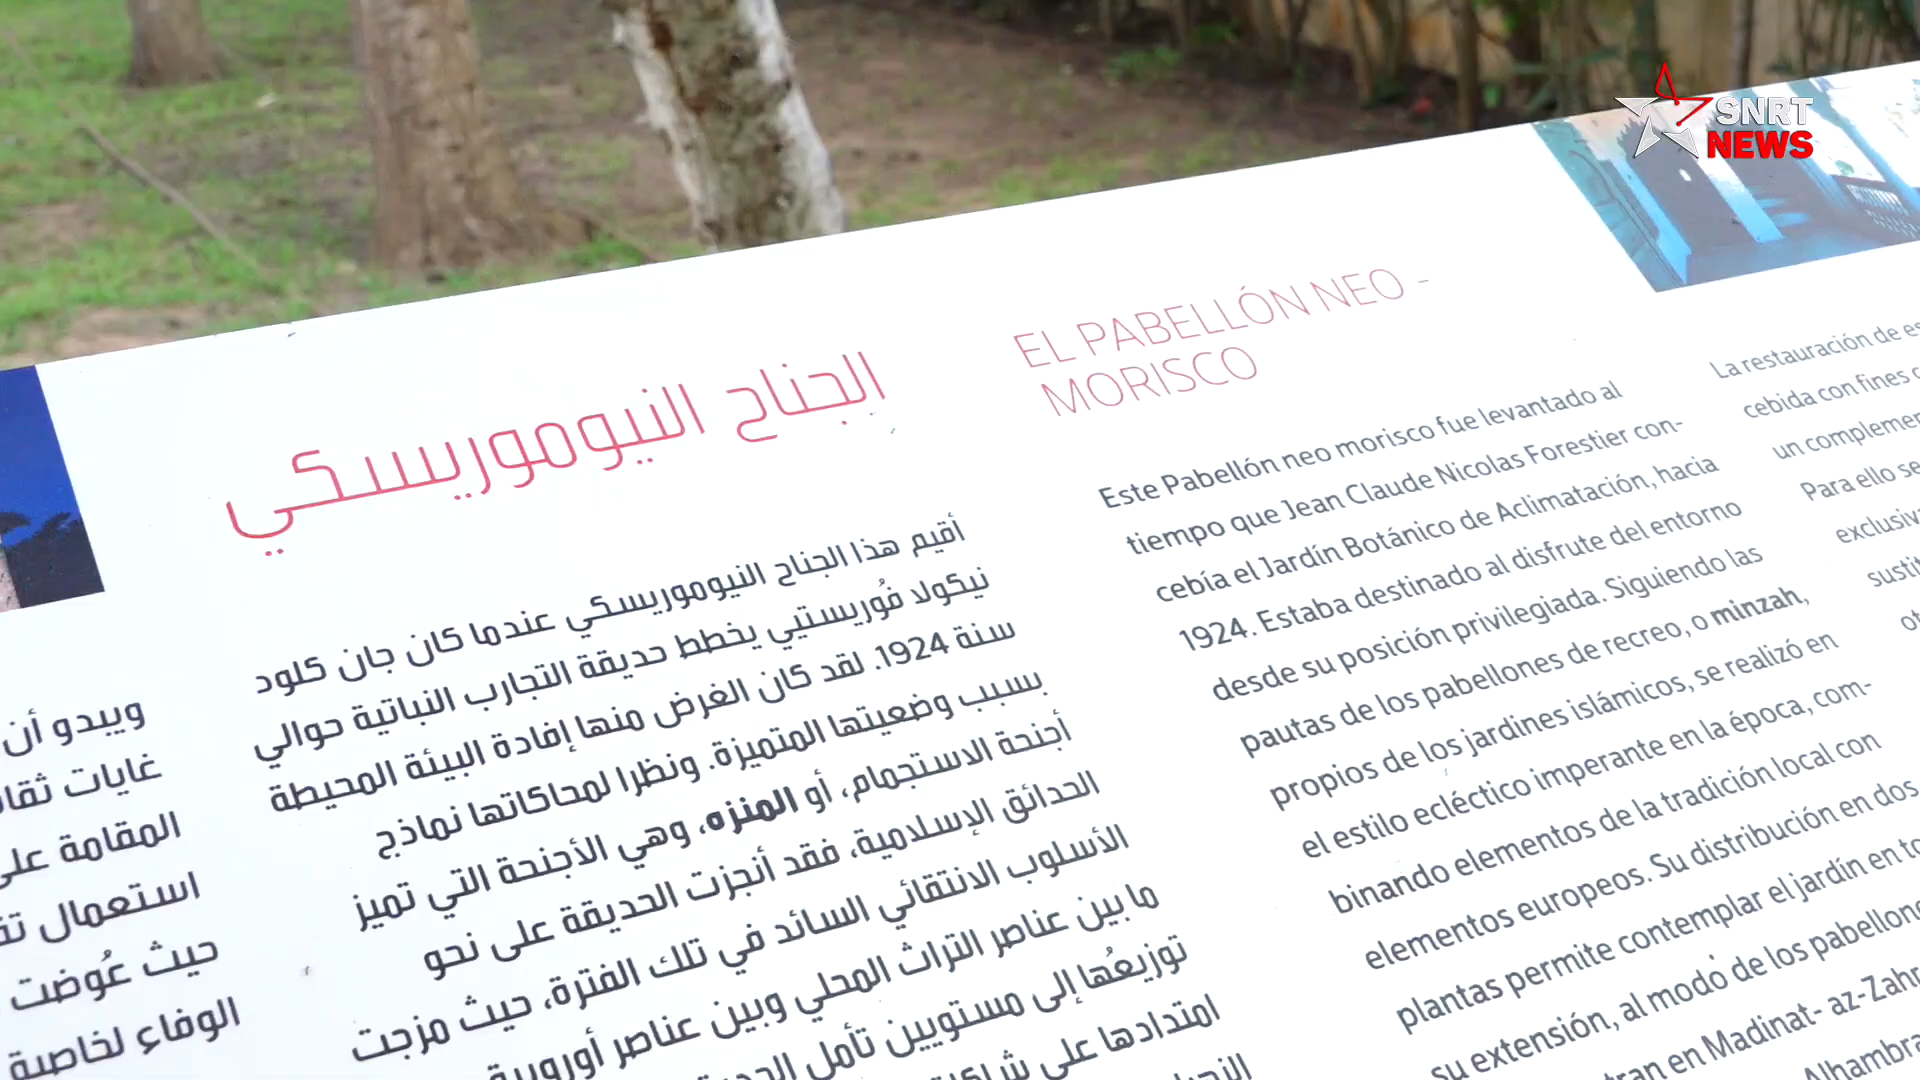 SNRT
NEWS
الجناح النيوموريسكي
أقيم هذا الجناح النيوموريسكي عندما كان جان كلود
نيكولا فُوريستيي يخطط حديقة التجارب النباتية حوالي
سنة 1924. لقد كان الغرض منها إفادة البيئة المحيطة
بسبب وضعيتها المتميزة. ونظرا لمحاكاتها نماذج
أجنحة الاستجمام، أو المنزه، وهي الأجنحة التي تميز
الحدائق الإسلامية، فقد أنجزت الحديقة على نحو
الأسلوب الانتقائي السائد في تلك الفترة، حيث مزجت
ما بين عناصر التراث المحلي وبين عناصر أوروبية
توزيعُها إلى مستويين تأمل
امتدادها على
ويبدو أن
غايات
المقامة
استعمال
حيث عُوضت
الوفاء لخاصية
EL PABELLÓN NEO -
MORISCO
Este Pabellón neo morisco fue levantado al
tiempo que Jean Claude Nicolas Forestier con-
cebía el Jardín Botánico de Aclimatación, hacia
1924. Estaba destinado al disfrute del entorno
desde su posición privilegiada. Siguiendo las
pautas de los pabellones de recreo, o minzah,
propios de los jardines islámicos, se realizó en
el estilo ecléctico imperante en la época, com-
binando elementos de la tradición local con
elementos europeos. Su distribución en dos
plantas permite contemplar el jardín en
su extensión, al modo de los
en Madinat- az-
Alhambra
La restauración de
cebida con fines
un
Para ello se